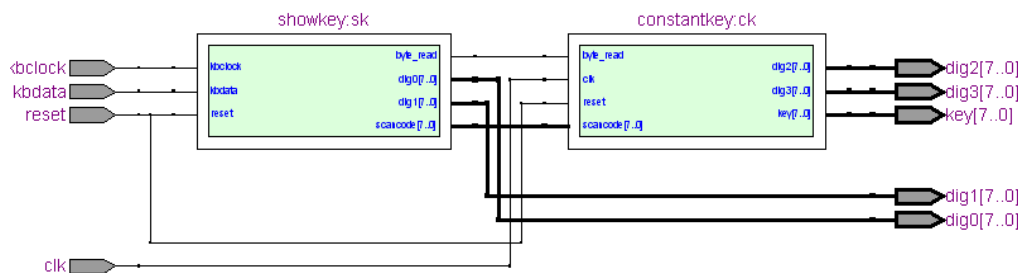 showkey:sk
constantkey:ck
kbclock
kbdata
reset
clk
kbclock
kbdata
reset
byte_read
dig0[7..0]
dig1[7..0]
scancode[7..0]
byte_read
clk
reset
scancode[7..0]
dig2[7..0]
dig3[7..0]
key[7..0]
dig2[7..0]
dig3[7..0]
key[7..0]
dig1[7..0]
dig0[7..0]